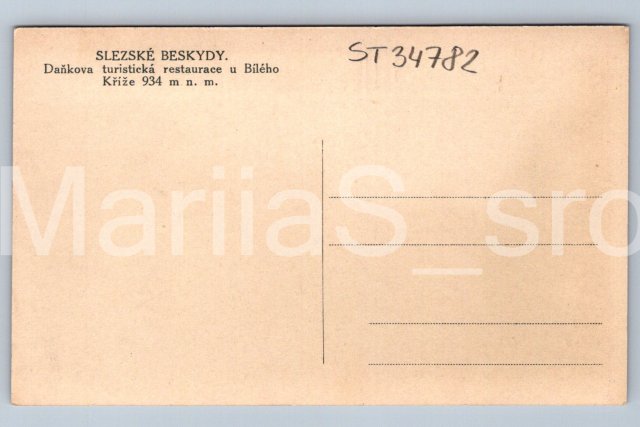 SLEZSKÉ BESKYDY.
Daňkova turistická restaurace u Bílého
Kříže 934 m n. m.
ST34782
MariiaS_sro